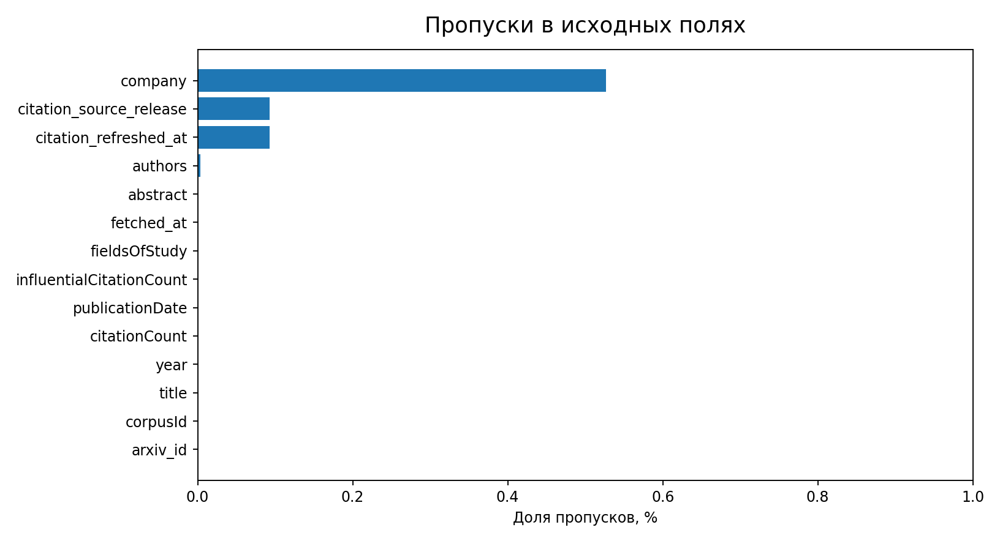 Пропуски в исходных полях
company
citation_source_release
citation_refreshed_at
authors
abstract
fetched_at
fieldsOfStudy
influentialCitationCount
publicationDate
citationCount
year
title
corpusId
arxiv_id
0.0 0.2 0.4 0.6 0.8 1.0
Доля пропусков, %